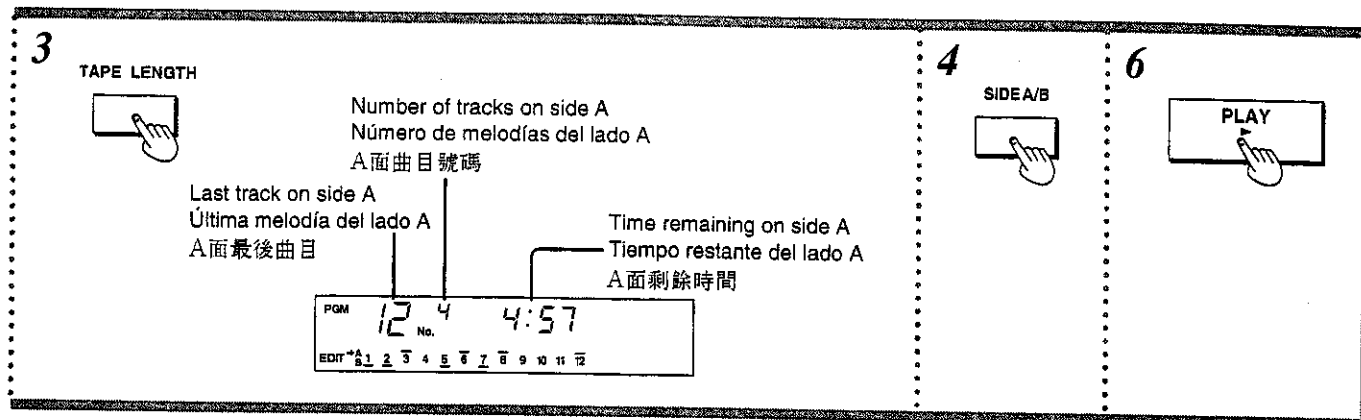 3
TAPE LENGTH
Number of tracks on side A
Número de melodías del lado A
A面曲目號碼
Last track on side A
Última melodía del lado A
A面最後曲目
Time remaining on side A
Tiempo restante del lado A
A面剩餘時間
PGM 12 No. 4 4:57
EDIT →A B 1 2 3 4 5 6 7 8 9 10 11 12
4
SIDE A/B
6
PLAY